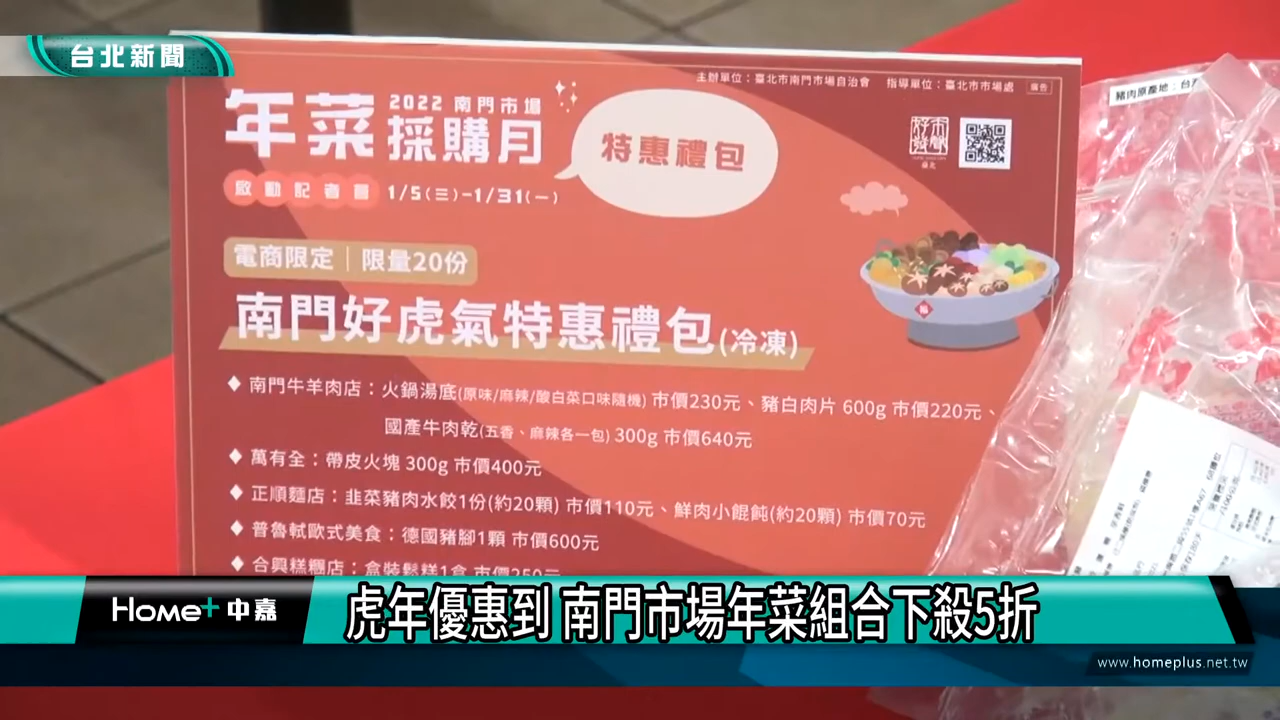 台北新聞
主辦單位：臺北市南門市場自治會 指導單位：臺北市市場處 廣告
豬肉原產地：台
年菜 2022 南門市場
採購月
特惠禮包
啟動記者會 1/5(三)-1/31(一)
電商限定｜限量20份
南門好虎氣特惠禮包(冷凍)
◆ 南門牛羊肉店：火鍋湯底(原味/麻辣/酸白菜口味隨機) 市價230元、豬白肉片 600g 市價220元、
國產牛肉乾(五香、麻辣各一包) 300g 市價640元
◆ 萬有全：帶皮火塊 300g 市價400元
◆ 正順麵店：韭菜豬肉水餃1份(約20顆) 市價110元、鮮肉小餛飩(約20顆) 市價70元
◆ 普魯軾歐式美食：德國豬腳1顆 市價600元
◆ 合興糕糰店：盒裝鬆糕1盒 市價250元
Home+中嘉
虎年優惠到 南門市場年菜組合下殺5折
www.homeplus.net.tw